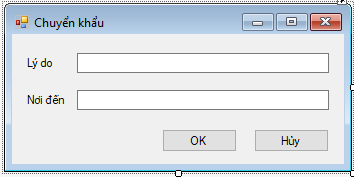 Chuyển khẩu
Lý do
Nơi đến
OK Hủy